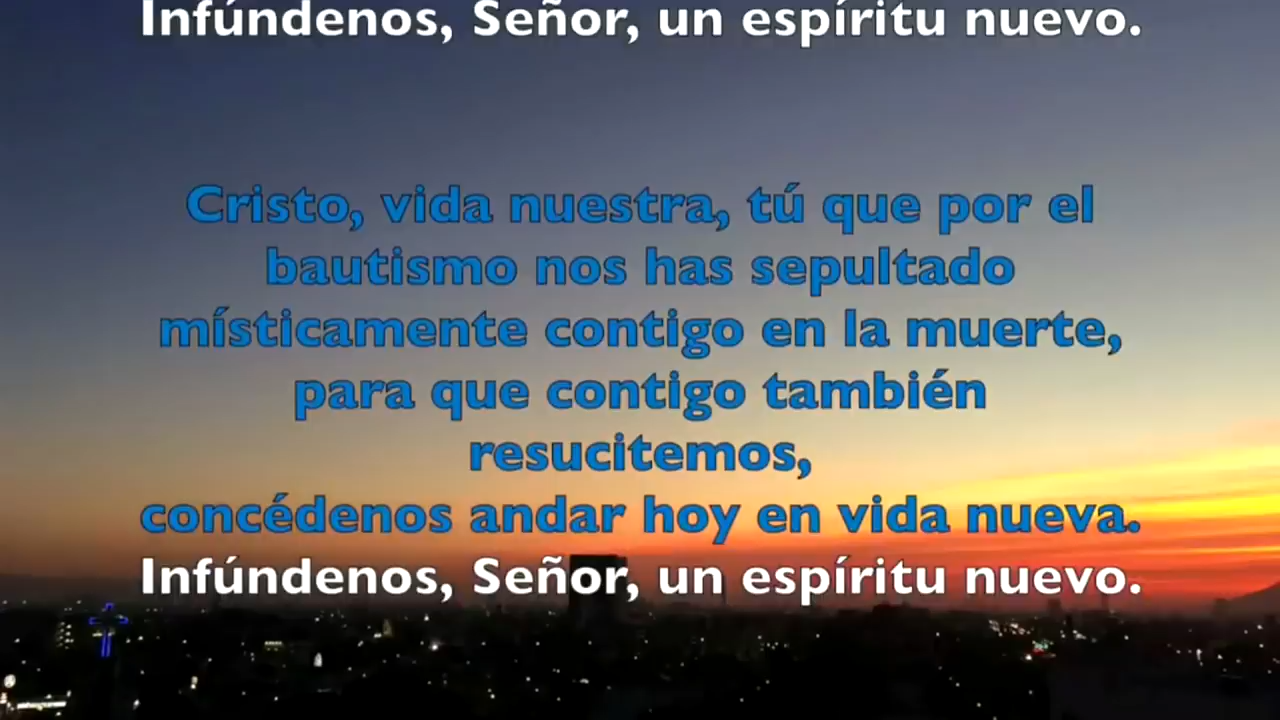 Infúndenos, Señor, un espíritu nuevo.
Cristo, vida nuestra, tú que por el
bautismo nos has sepultado
místicamente contigo en la muerte,
para que contigo también
resucitemos,
concédenos andar hoy en vida nueva.
Infúndenos, Señor, un espíritu nuevo.